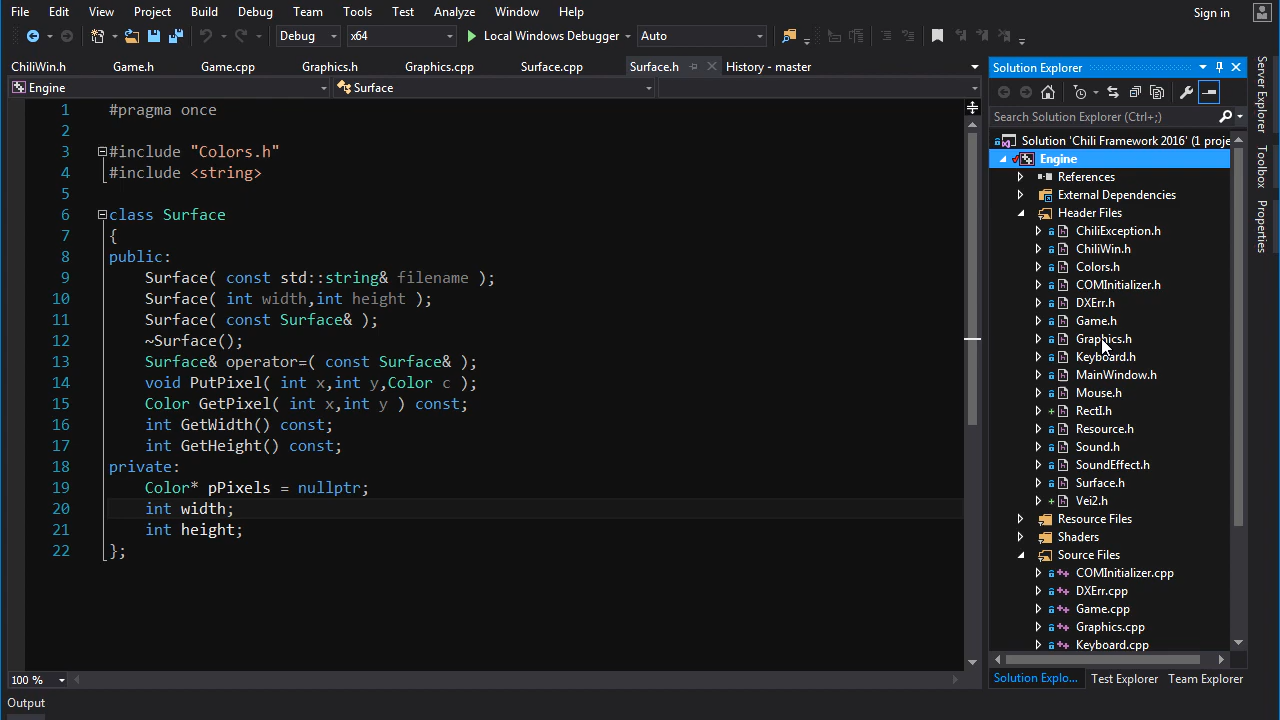 File Edit View Project Build Debug Team Tools Test Analyze Window Help Sign in
Debug x64 Local Windows Debugger Auto
ChiliWin.h Game.h Game.cpp Graphics.h Graphics.cpp Surface.cpp Surface.h History - master
Engine Surface
1 #pragma once
2
3 #include "Colors.h"
4 #include <string>
5
6 class Surface
7 {
8 public:
9 Surface( const std::string& filename );
10 Surface( int width,int height );
11 Surface( const Surface& );
12 ~Surface();
13 Surface& operator=( const Surface& );
14 void PutPixel( int x,int y,Color c );
15 Color GetPixel( int x,int y ) const;
16 int GetWidth() const;
17 int GetHeight() const;
18 private:
19 Color* pPixels = nullptr;
20 int width;
21 int height;
22 };
100 %
Output
Solution Explorer
Search Solution Explorer (Ctrl+;)
Solution 'Chili Framework 2016' (1 proje
Engine
References
External Dependencies
Header Files
ChiliException.h
ChiliWin.h
Colors.h
COMInitializer.h
DXErr.h
Game.h
Graphics.h
Keyboard.h
MainWindow.h
Mouse.h
RectI.h
Resource.h
Sound.h
SoundEffect.h
Surface.h
Vei2.h
Resource Files
Shaders
Source Files
COMInitializer.cpp
DXErr.cpp
Game.cpp
Graphics.cpp
Keyboard.cpp
Solution Explo... Test Explorer Team Explorer
Server Explorer
Toolbox
Properties